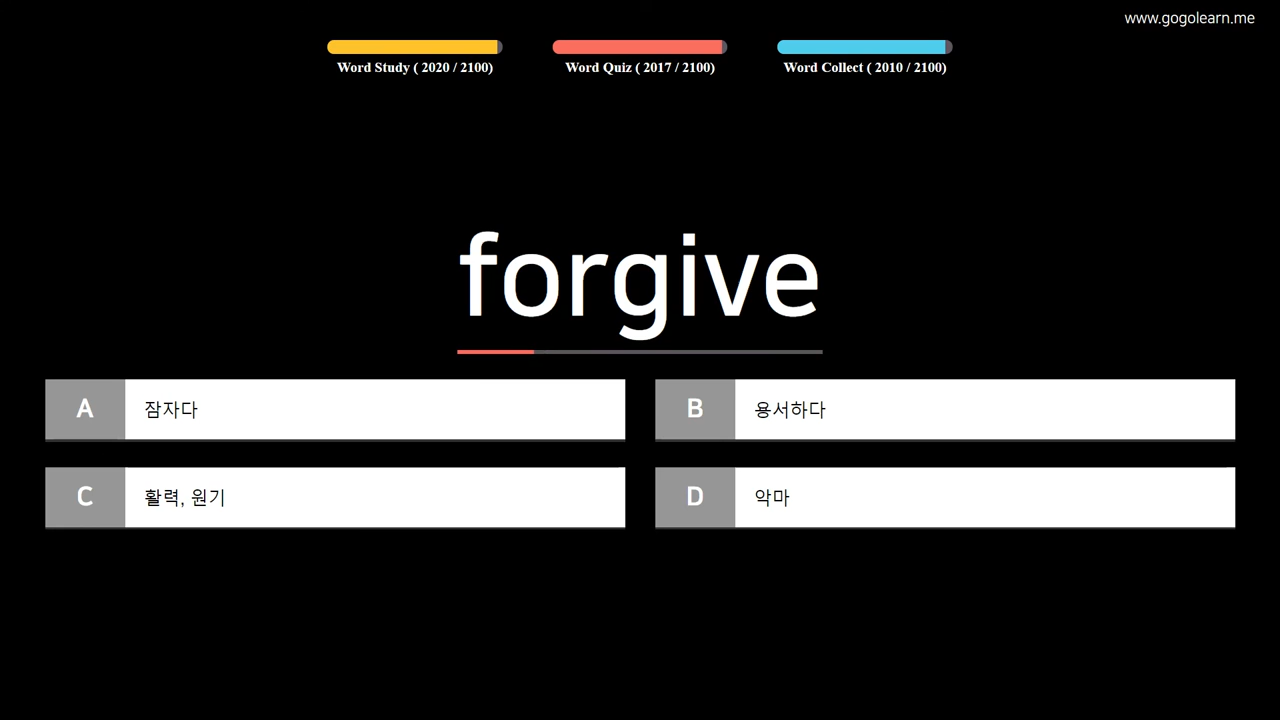 www.gogolearn.me
Word Study ( 2020 / 2100)
Word Quiz ( 2017 / 2100)
Word Collect ( 2010 / 2100)
forgive
A 잠자다
B 용서하다
C 활력, 원기
D 악마